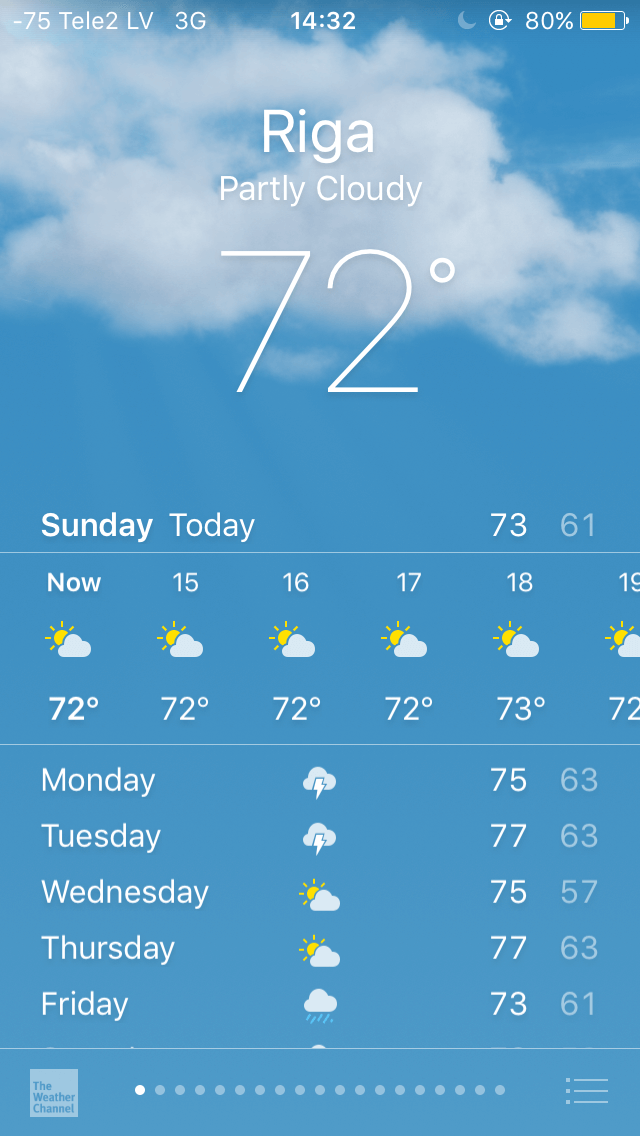 -75 Tele2 LV 3G 14:32 80%
Riga
Partly Cloudy
72°
Sunday Today 73 61
Now 15 16 17 18 19
72° 72° 72° 72° 73° 72
Monday 75 63
Tuesday 77 63
Wednesday 75 57
Thursday 77 63
Friday 73 61
The
Weather
Channel